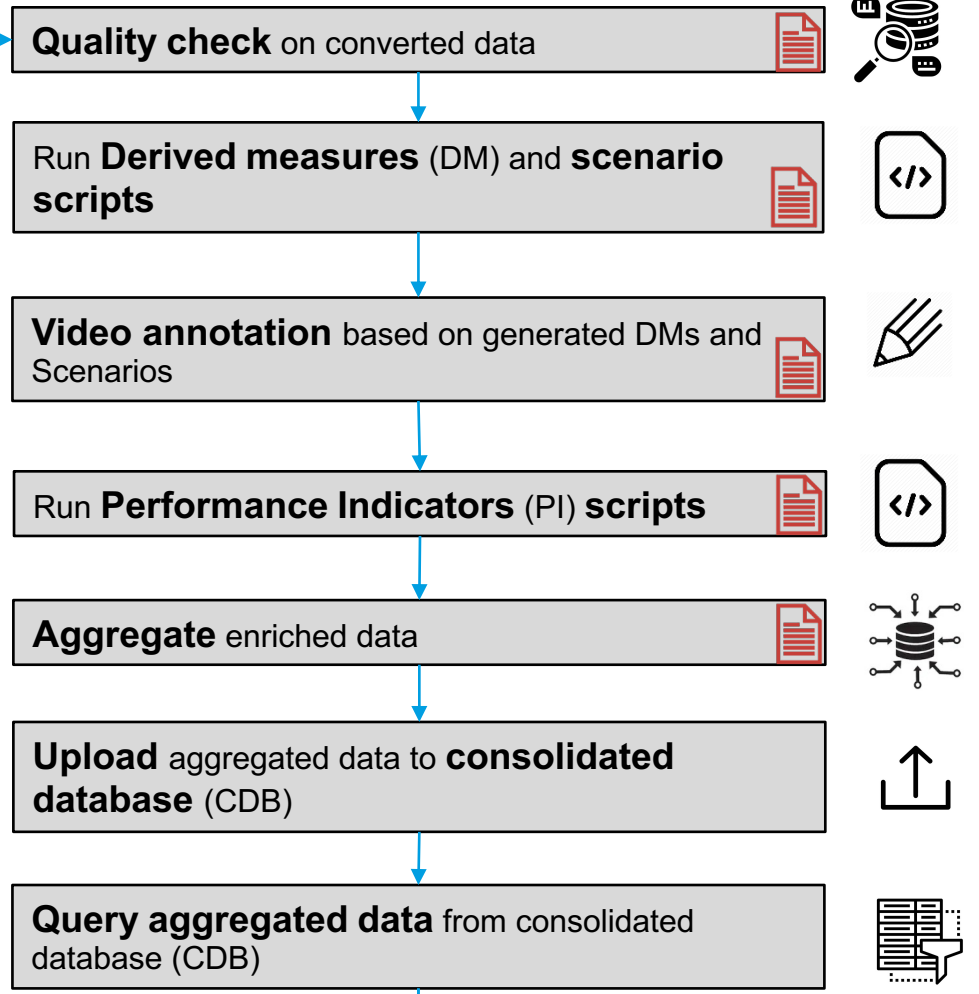 Quality check on converted data
Run Derived measures (DM) and scenario
scripts
</>
Video annotation based on generated DMs and
Scenarios
Run Performance Indicators (PI) scripts
</>
Aggregate enriched data
Upload aggregated data to consolidated
database (CDB)
Query aggregated data from consolidated
database (CDB)